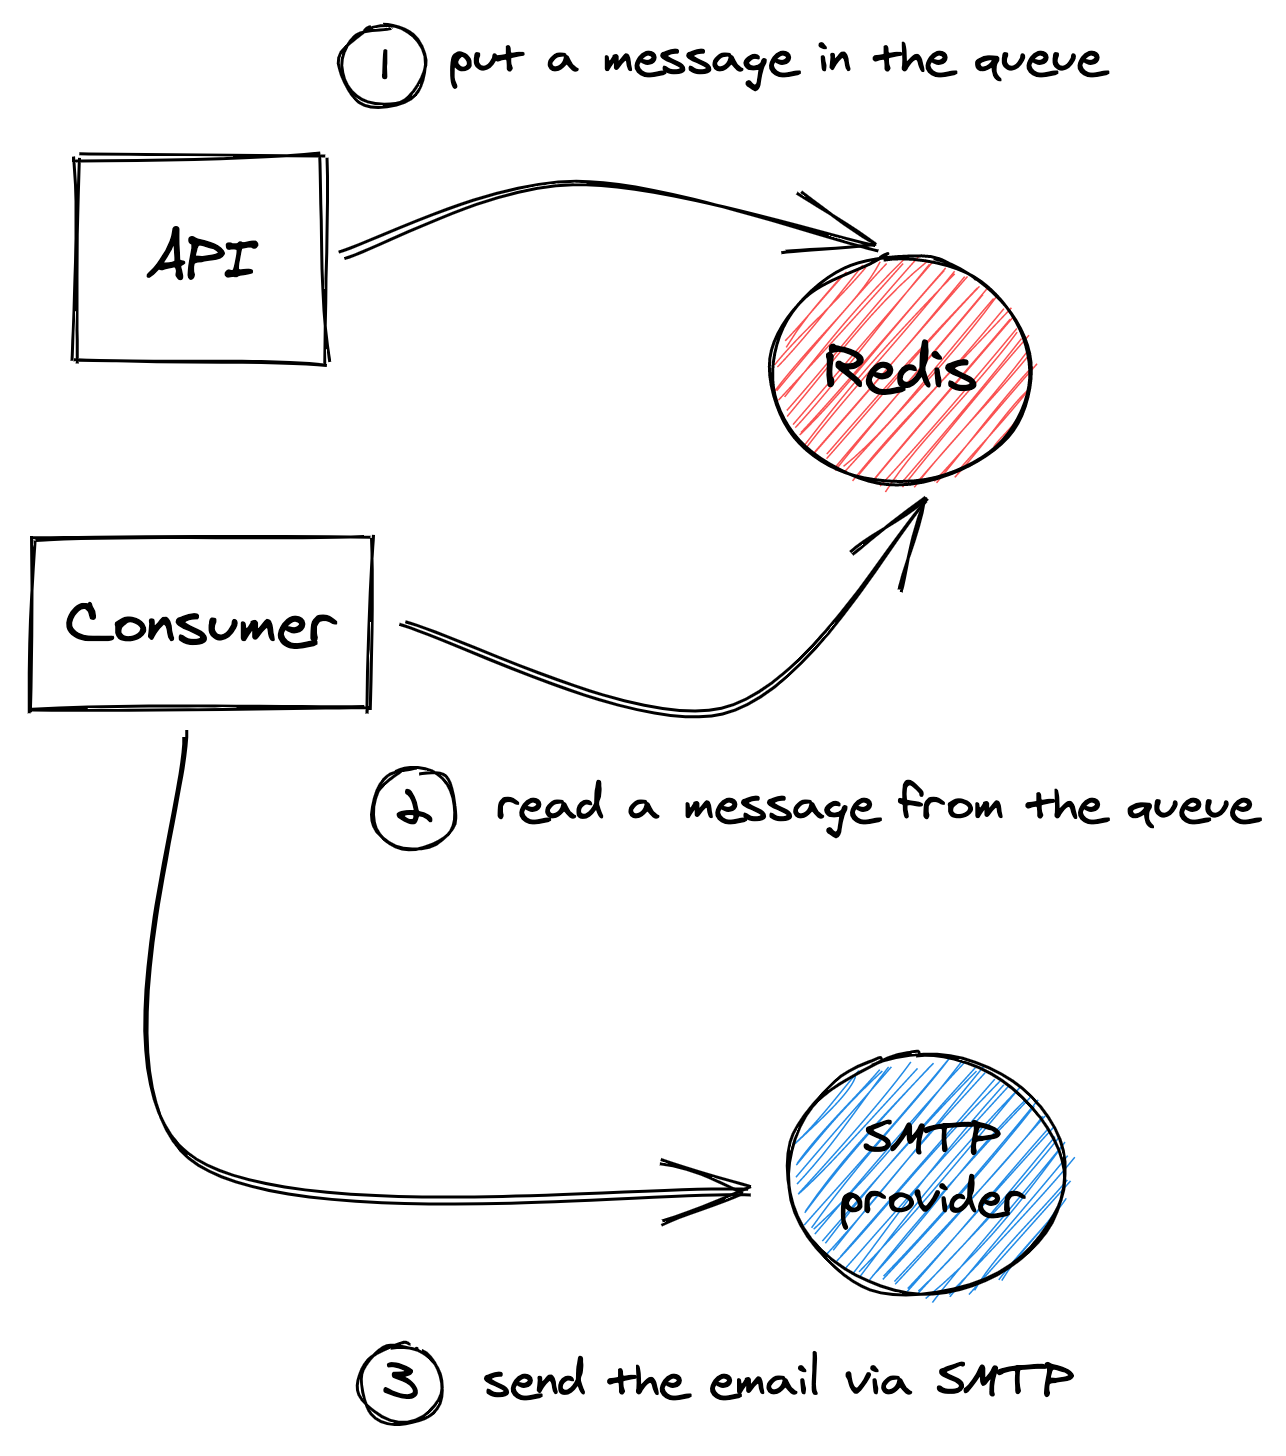 1 put a message in the queue
API
Redis
Consumer
2 read a message from the queue
SMTP
provider
3 send the email via SMTP